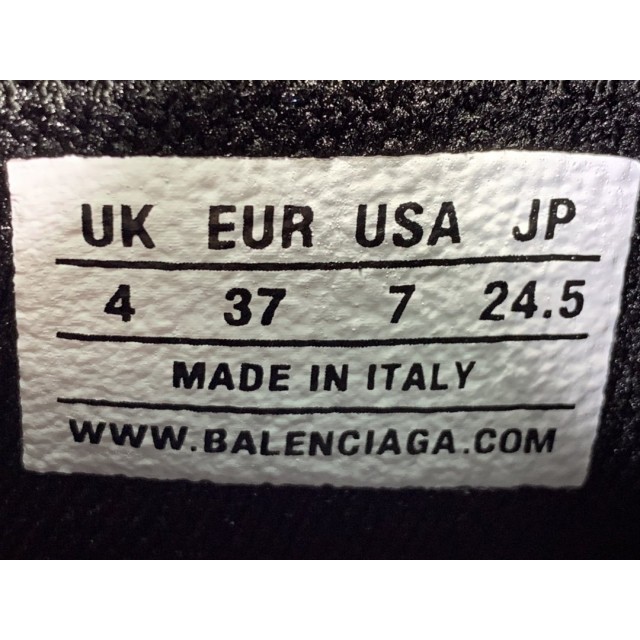 UK EUR USA JP
4 37 7 24.5
MADE IN ITALY
WWW.BALENCIAGA.COM